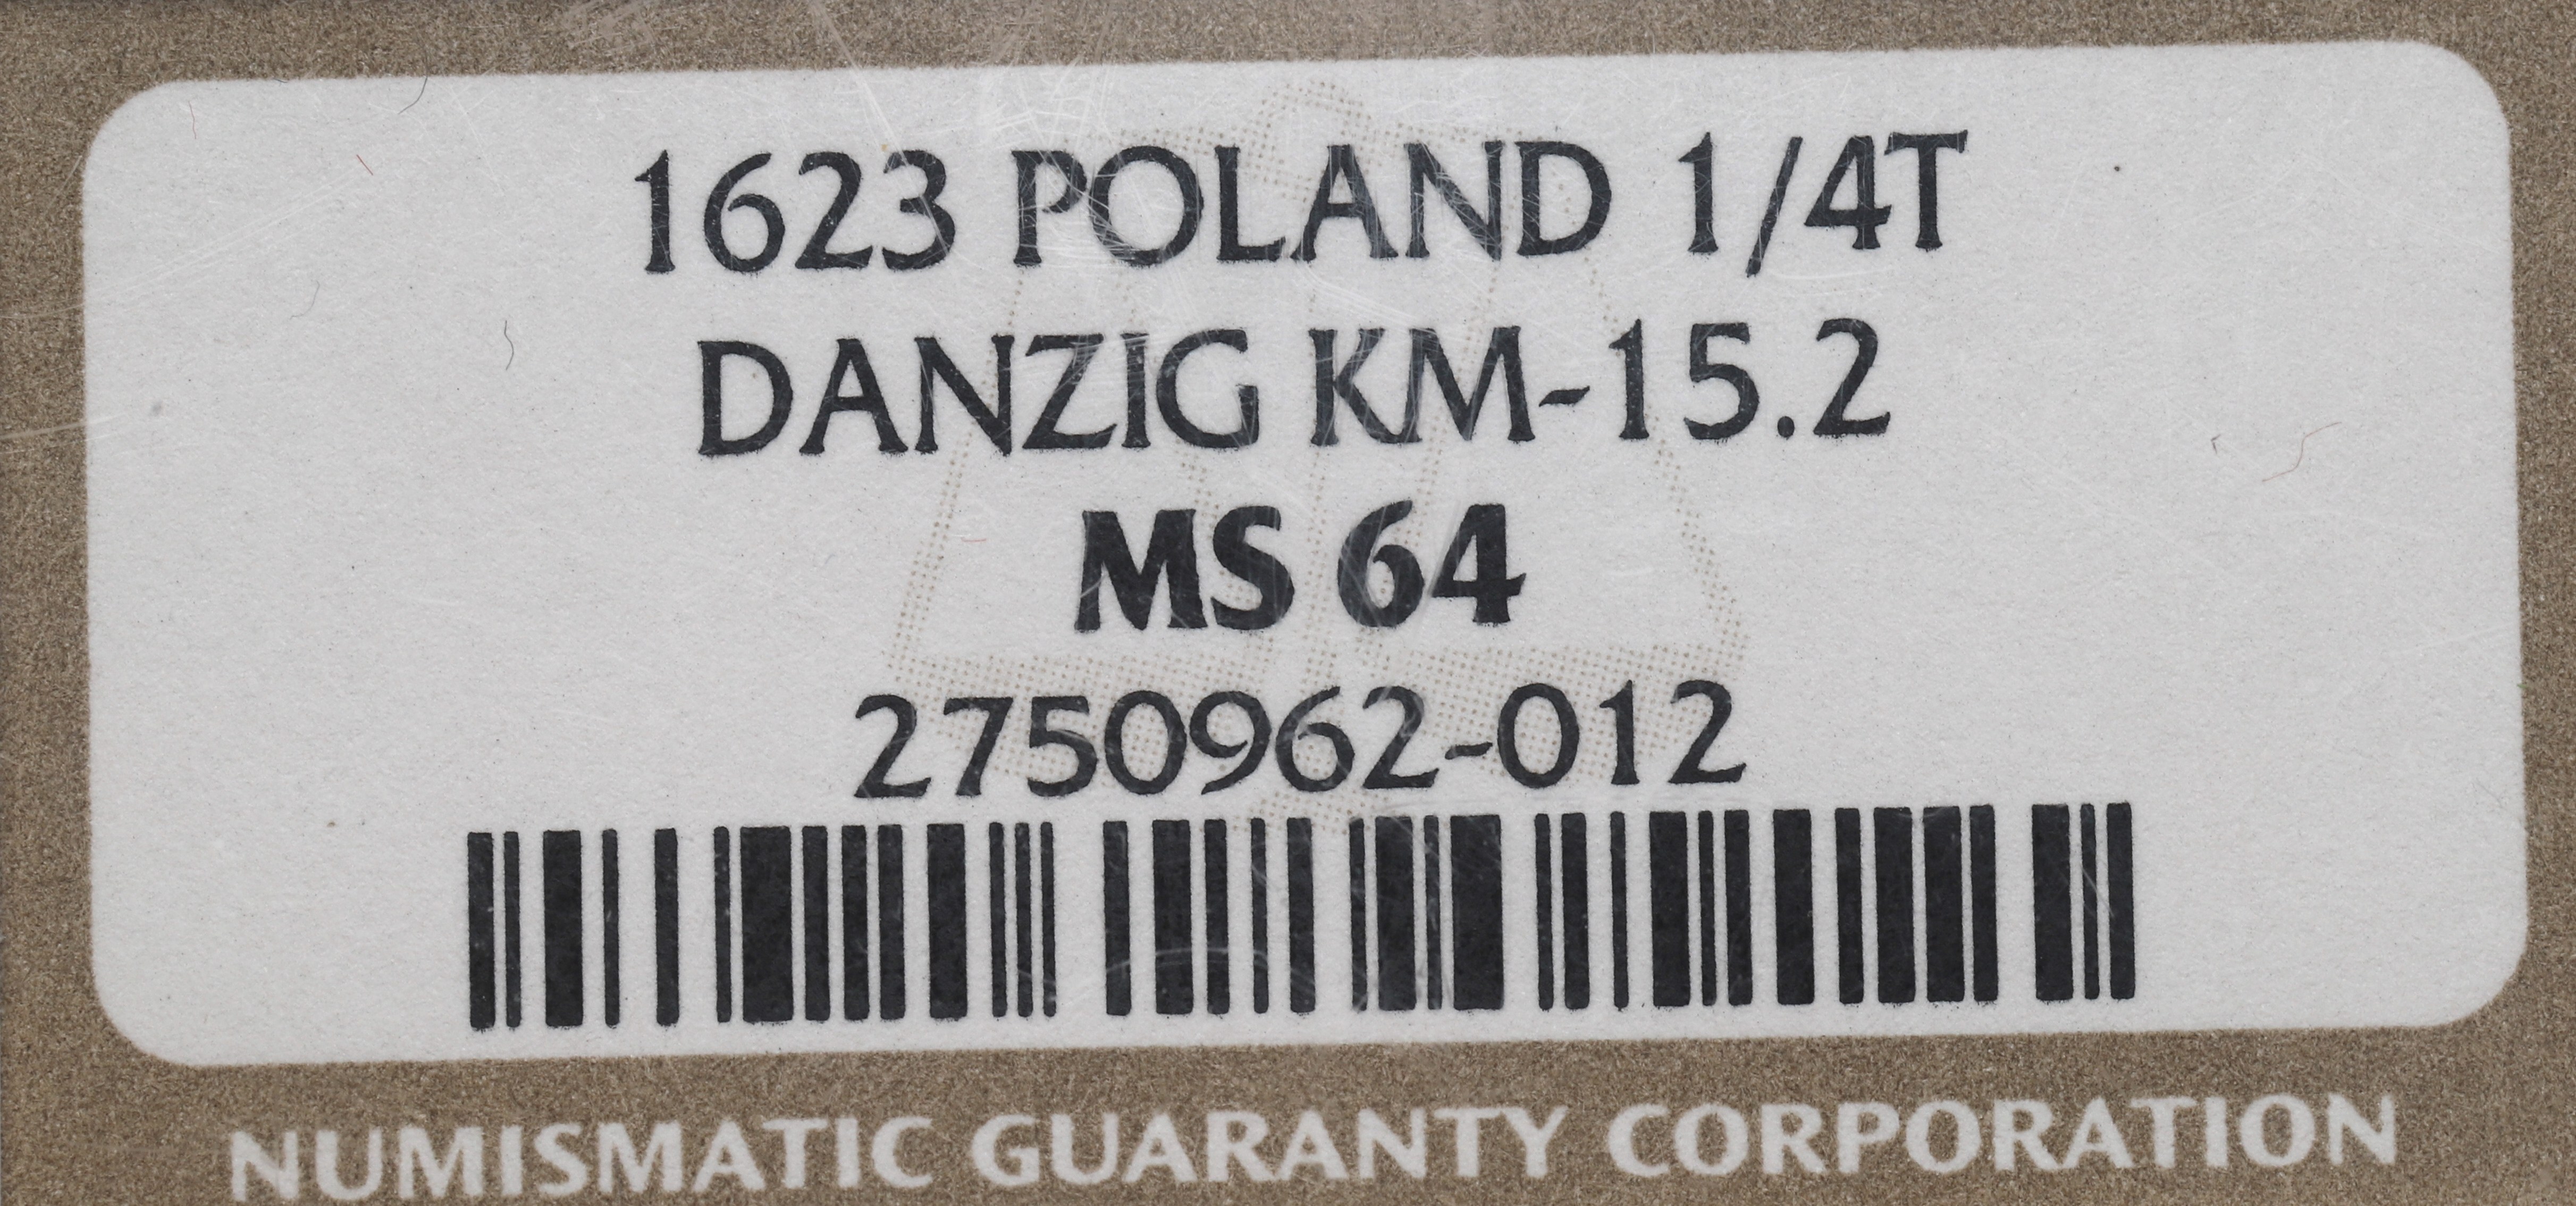 1623 POLAND 1/4T
DANZIG KM-15.2
MS 64
2750962-012
NUMISMATIC GUARANTY CORPORATION